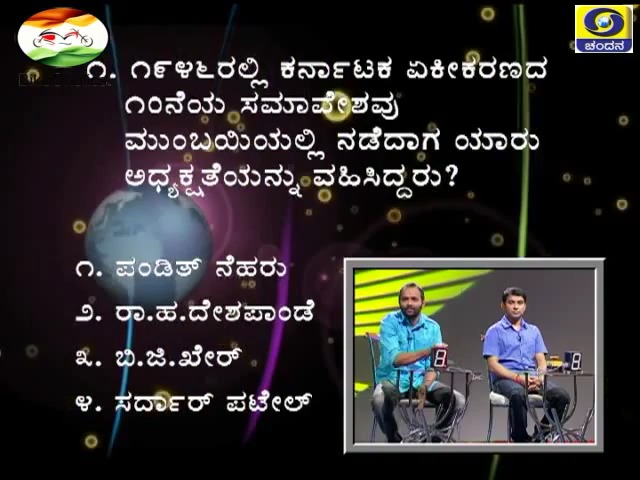 ಚಂದನ
೧. ೧೯೪೬ರಲ್ಲಿ ಕರ್ನಾಟಕ ಏಕೀಕರಣದ
೧೦ನೆಯ ಸಮಾವೇಶವು
ಮುಂಬಯಿಯಲ್ಲಿ ನಡೆದಾಗ ಯಾರು
ಅಧ್ಯಕ್ಷತೆಯನ್ನು ವಹಿಸಿದ್ದರು?
೧. ಪಂಡಿತ್ ನೆಹರು
೨. ರಾ.ಹ.ದೇಶಪಾಂಡೆ
೩. ಬಿ.ಜಿ.ಖೇರ್
೪. ಸರ್ದಾರ್ ಪಟೇಲ್